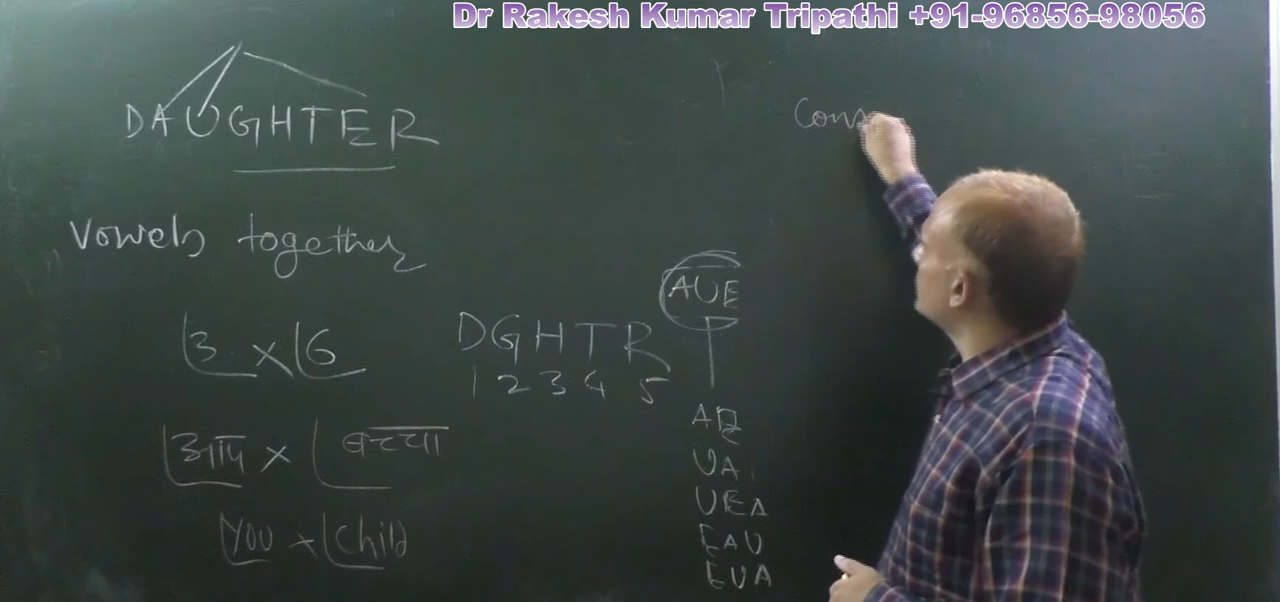 Dr Rakesh Kumar Tripathi +91-96856-98056
DAUGHTER
Vowels together
3 × 6
आप × बच्चा
You × Child
AUE
DGHTR
1 2 3 4 5
UA
UEA
EAU
EUA
Cons